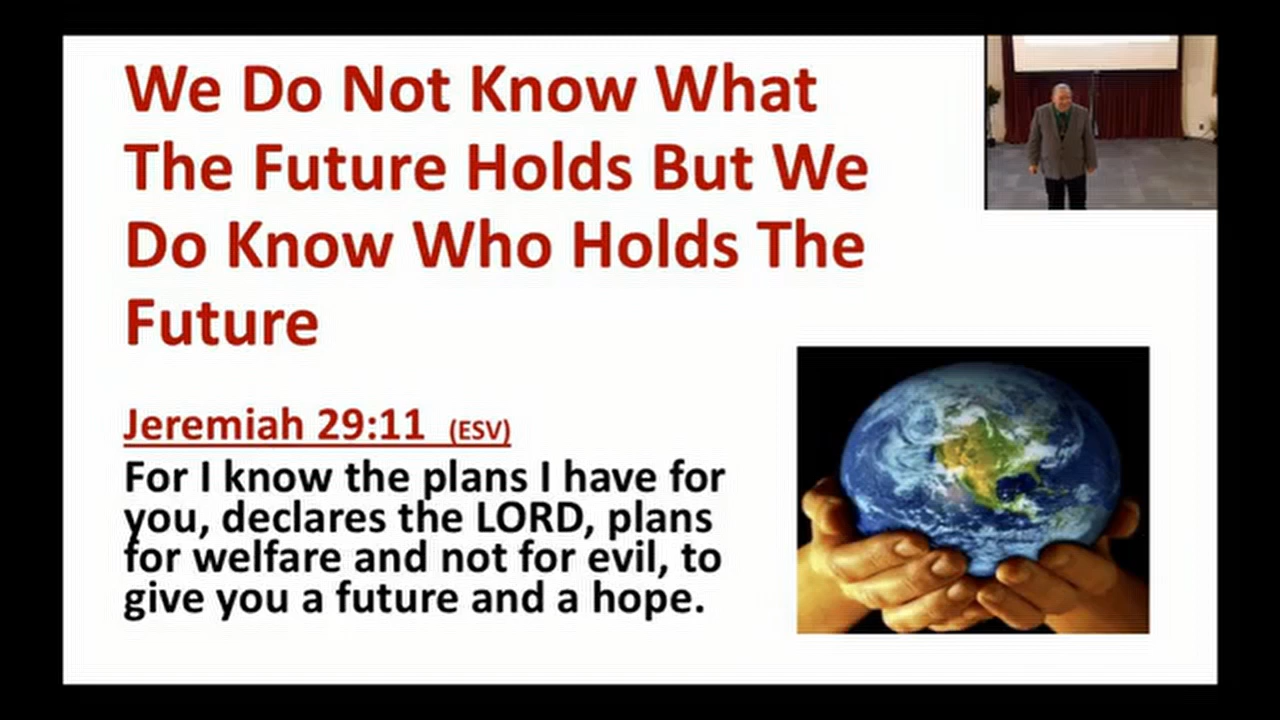 We Do Not Know What
The Future Holds But We
Do Know Who Holds The
Future
Jeremiah 29:11 (ESV)
For I know the plans I have for
you, declares the LORD, plans
for welfare and not for evil, to
give you a future and a hope.